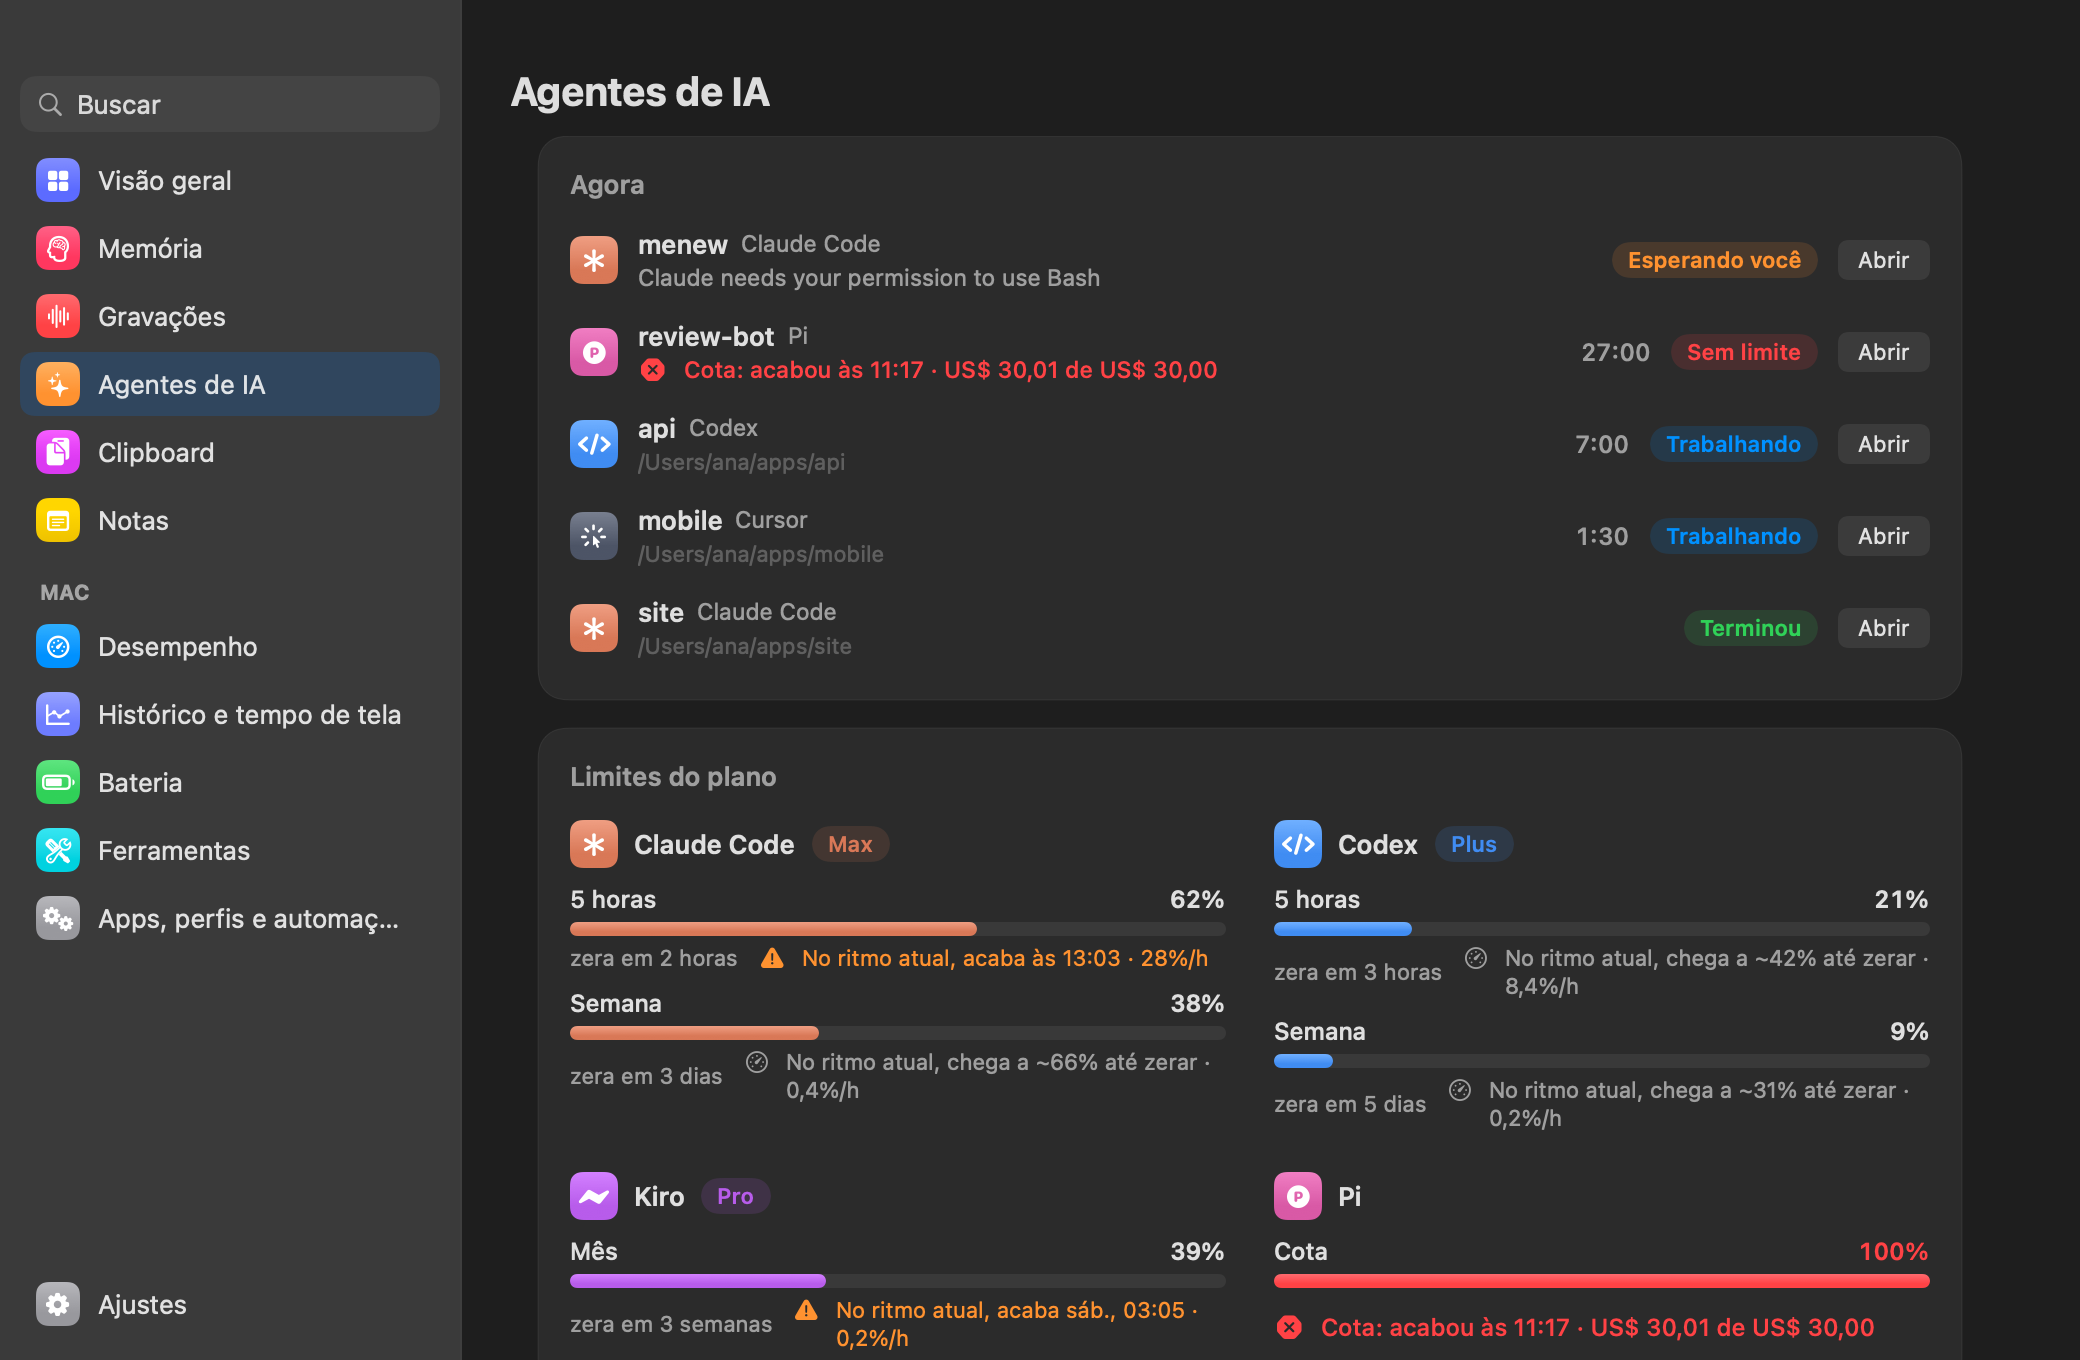 Buscar
Visão geral
Memória
Gravações
Agentes de IA
Clipboard
Notas
MAC
Desempenho
Histórico e tempo de tela
Bateria
Ferramentas
Apps, perfis e automaç...
Ajustes
Agentes de IA
Agora
menew Claude Code
Claude needs your permission to use Bash
Esperando você
Abrir
review-bot Pi
Cota: acabou às 11:17 · US$ 30,01 de US$ 30,00
27:00
Sem limite
Abrir
api Codex
/Users/ana/apps/api
7:00
Trabalhando
Abrir
mobile Cursor
/Users/ana/apps/mobile
1:30
Trabalhando
Abrir
site Claude Code
/Users/ana/apps/site
Terminou
Abrir
Limites do plano
Claude Code Max
5 horas 62%
zera em 2 horas No ritmo atual, acaba às 13:03 · 28%/h
Semana 38%
zera em 3 dias No ritmo atual, chega a ~66% até zerar ·
0,4%/h
Codex Plus
5 horas 21%
zera em 3 horas No ritmo atual, chega a ~42% até zerar ·
8,4%/h
Semana 9%
zera em 5 dias No ritmo atual, chega a ~31% até zerar ·
0,2%/h
Kiro Pro
Mês 39%
zera em 3 semanas No ritmo atual, acaba sáb., 03:05 ·
0,2%/h
P Pi
Cota 100%
Cota: acabou às 11:17 · US$ 30,01 de US$ 30,00